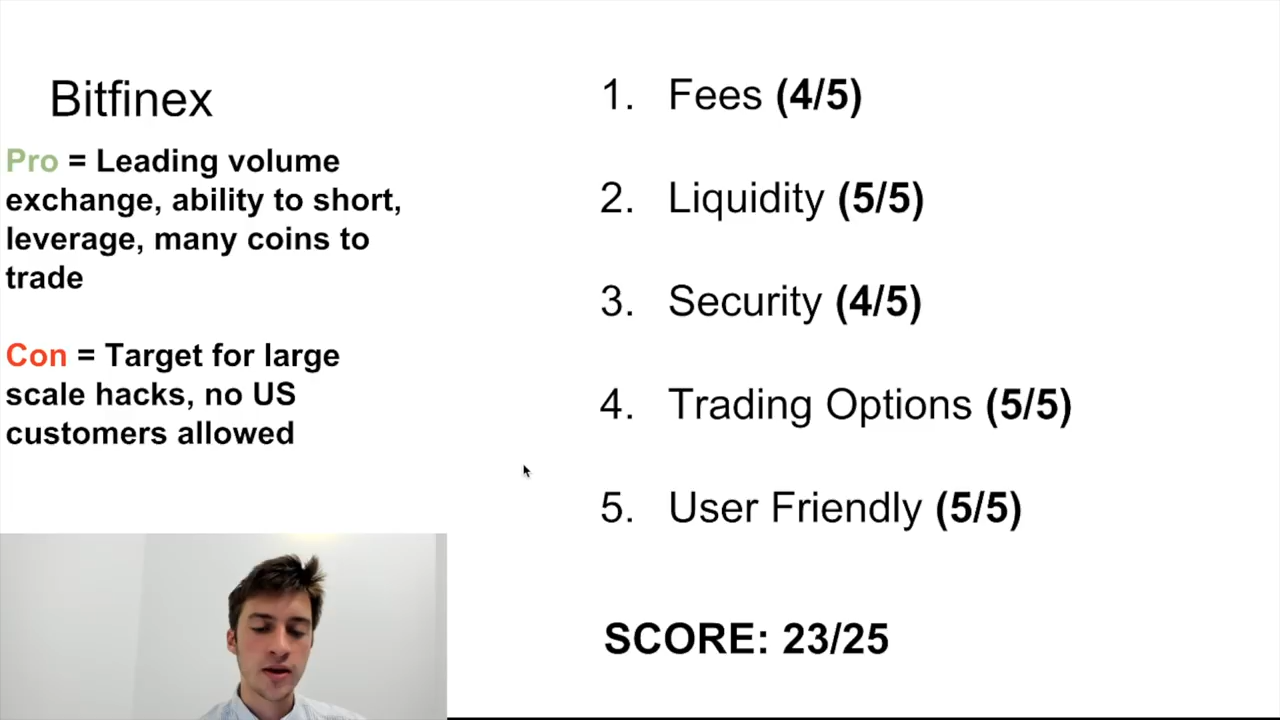 Bitfinex
Pro = Leading volume
exchange, ability to short,
leverage, many coins to
trade
Con = Target for large
scale hacks, no US
customers allowed
1. Fees (4/5)
2. Liquidity (5/5)
3. Security (4/5)
4. Trading Options (5/5)
5. User Friendly (5/5)
SCORE: 23/25